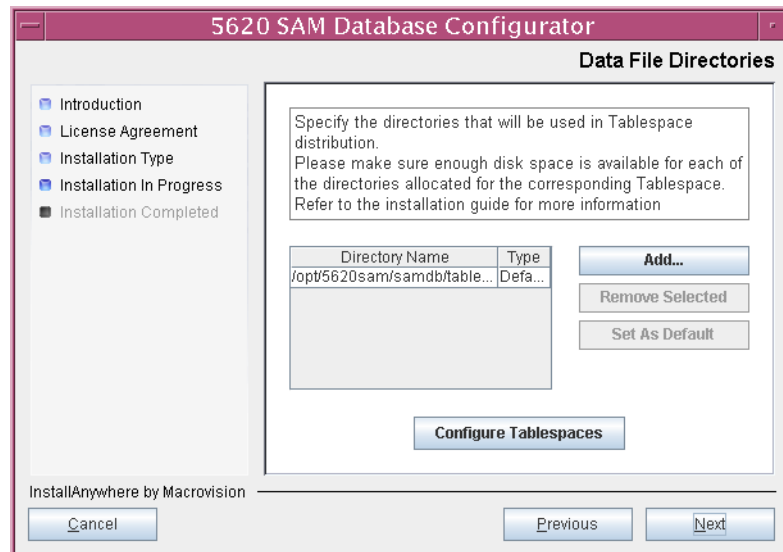 5620 SAM Database Configurator
Data File Directories
Introduction
License Agreement
Installation Type
Installation In Progress
Installation Completed
Specify the directories that will be used in Tablespace
distribution.
Please make sure enough disk space is available for each of
the directories allocated for the corresponding Tablespace.
Refer to the installation guide for more information
Directory Name Type
/opt/5620sam/samdb/table... Defa...
Add...
Remove Selected
Set As Default
Configure Tablespaces
InstallAnywhere by Macrovision
Cancel Previous Next